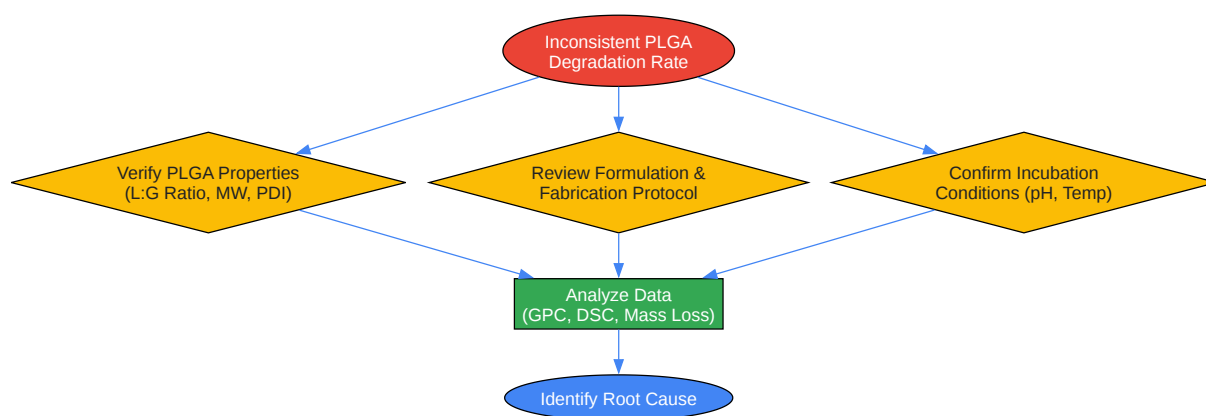 Inconsistent PLGA
Degradation Rate
Verify PLGA Properties
(L:G Ratio, MW, PDI)
Review Formulation &
Fabrication Protocol
Confirm Incubation
Conditions (pH, Temp)
Analyze Data
(GPC, DSC, Mass Loss)
Identify Root Cause